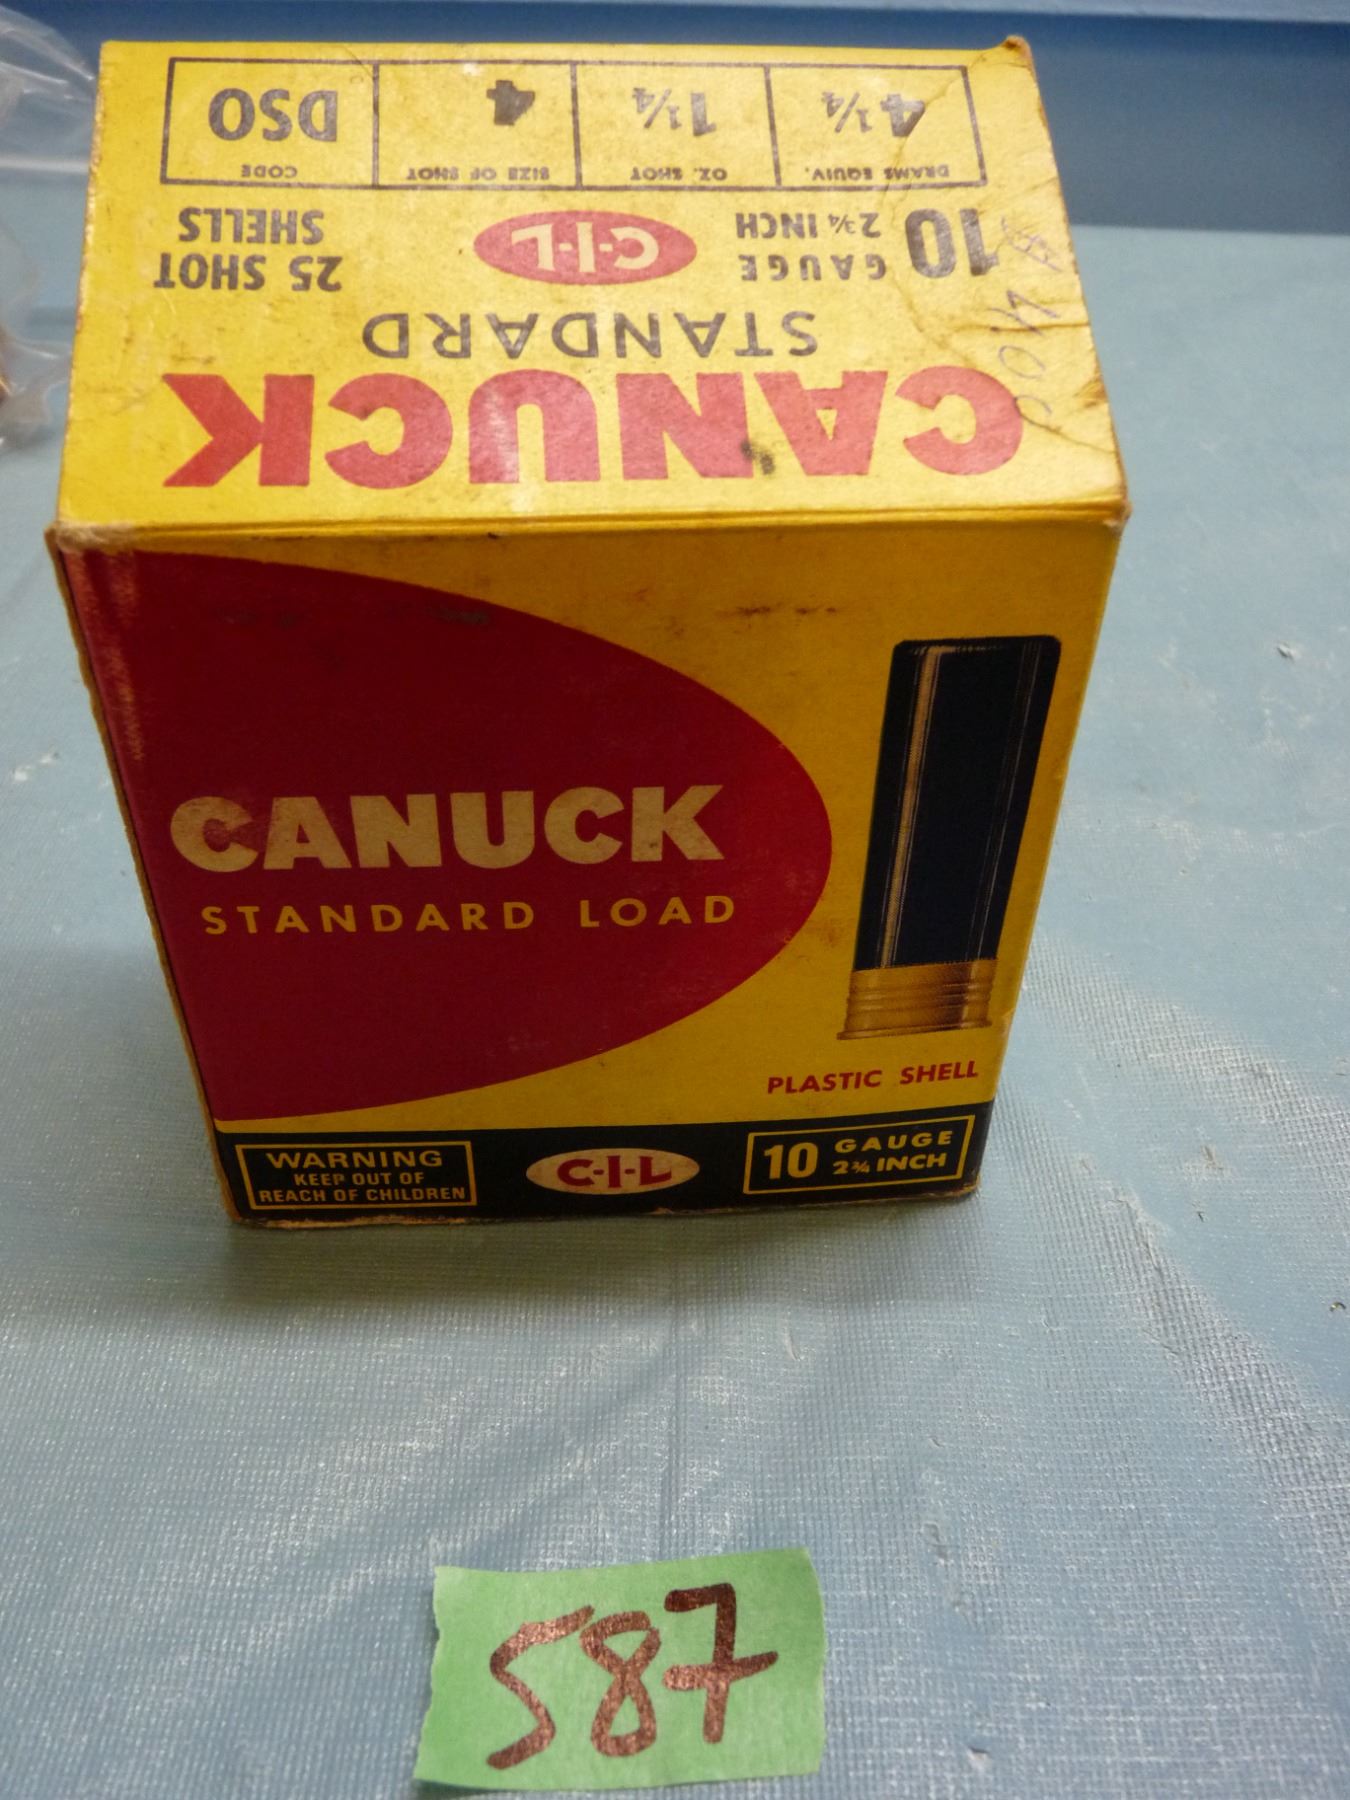 CANUCK
STANDARD
10 GAUGE 2¾ INCH
C-I-L
25 SHOT SHELLS
DRAMS EQUIV. OZ. SHOT SIZE OF SHOT CODE
4¼ 1¼ 4 DSO
CANUCK
STANDARD LOAD
PLASTIC SHELL
WARNING
KEEP OUT OF
REACH OF CHILDREN
C-I-L
10 GAUGE
2¾ INCH
587